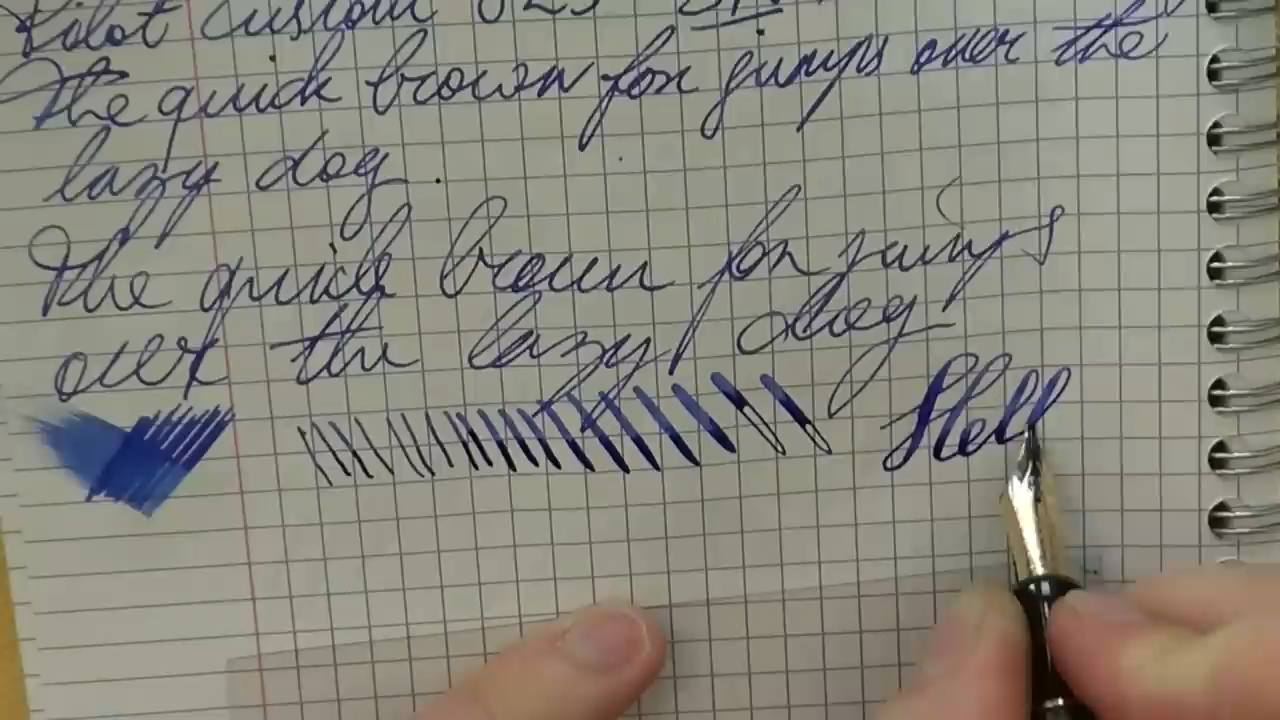 Pilot Custom 823
The quick brown fox jumps over the
lazy dog.
The quick brown fox jumps
over the lazy dog
Hell